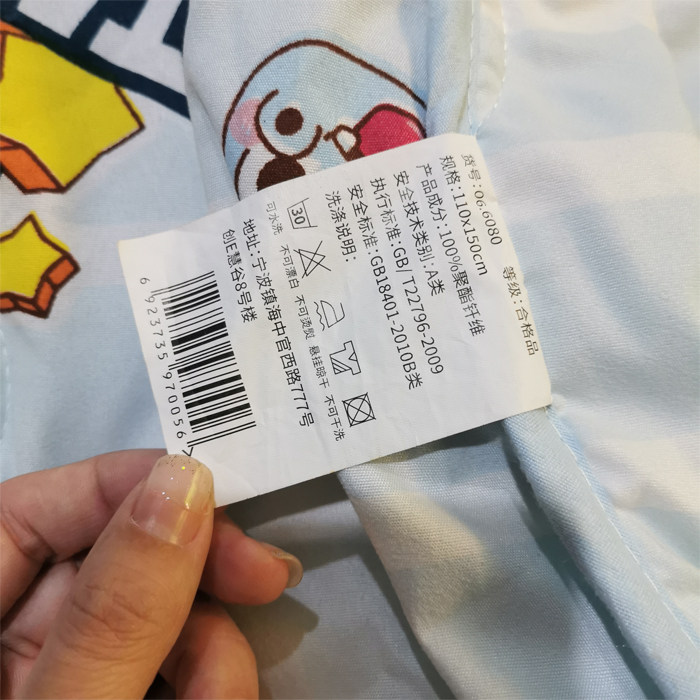 货号:06.6080
等级:合格品
规格:110x150cm
产品成分:100%聚酯钎维
安全技术类别:A类
执行标准:GB/T22796-2009
安全标准:GB18401-2010B类
洗涤说明:
30
可水洗 不可漂白 不可烫熨 悬挂晾干 不可干洗
地址:宁波镇海中官西路777号
创E慧谷8号楼
6 923735 970056 >